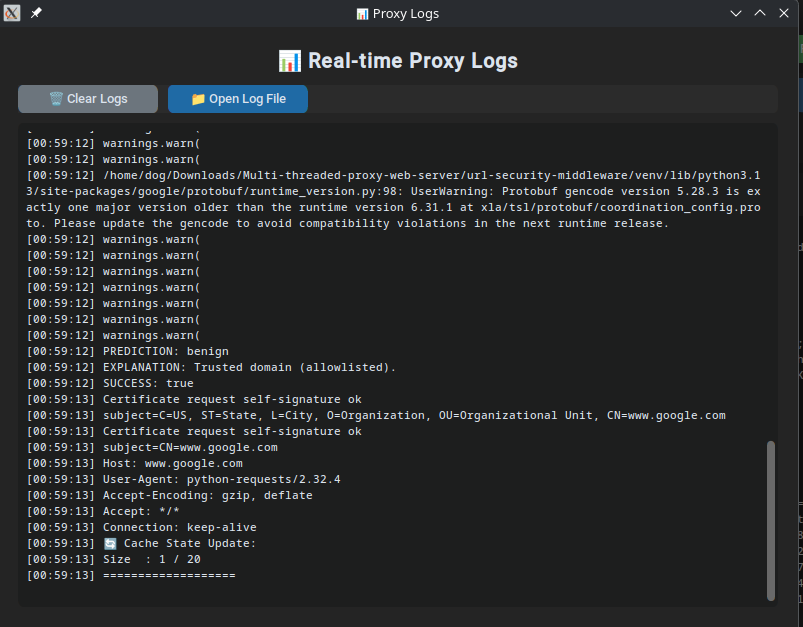 Proxy Logs
Real-time Proxy Logs
Clear Logs
Open Log File
[00:59:12] warnings.warn(
[00:59:12] warnings.warn(
[00:59:12] warnings.warn(
[00:59:12] /home/dog/Downloads/Multi-threaded-proxy-web-server/url-security-middleware/venv/lib/python3.1
3/site-packages/google/protobuf/runtime_version.py:98: UserWarning: Protobuf gencode version 5.28.3 is ex
actly one major version older than the runtime version 6.31.1 at xla/tsl/protobuf/coordination_config.pro
to. Please update the gencode to avoid compatibility violations in the next runtime release.
[00:59:12] warnings.warn(
[00:59:12] warnings.warn(
[00:59:12] warnings.warn(
[00:59:12] warnings.warn(
[00:59:12] warnings.warn(
[00:59:12] warnings.warn(
[00:59:12] warnings.warn(
[00:59:12] PREDICTION: benign
[00:59:12] EXPLANATION: Trusted domain (allowlisted).
[00:59:12] SUCCESS: true
[00:59:13] Certificate request self-signature ok
[00:59:13] subject=C=US, ST=State, L=City, O=Organization, OU=Organizational Unit, CN=www.google.com
[00:59:13] Certificate request self-signature ok
[00:59:13] subject=CN=www.google.com
[00:59:13] Host: www.google.com
[00:59:13] User-Agent: python-requests/2.32.4
[00:59:13] Accept-Encoding: gzip, deflate
[00:59:13] Accept: */*
[00:59:13] Connection: keep-alive
[00:59:13] 🔄 Cache State Update:
[00:59:13] Size : 1 / 20
[00:59:13] ===================